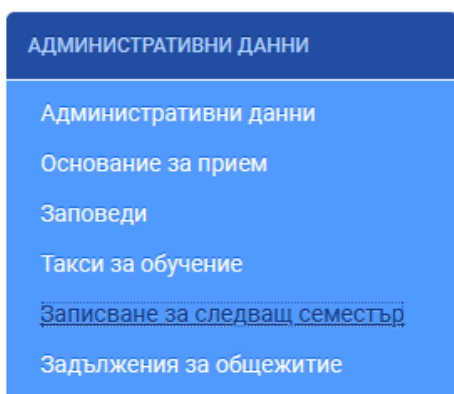 АДМИНИСТРАТИВНИ ДАННИ
Административни данни
Основание за прием
Заповеди
Такси за обучение
Записване за следващ семестър
Задължения за общежитие